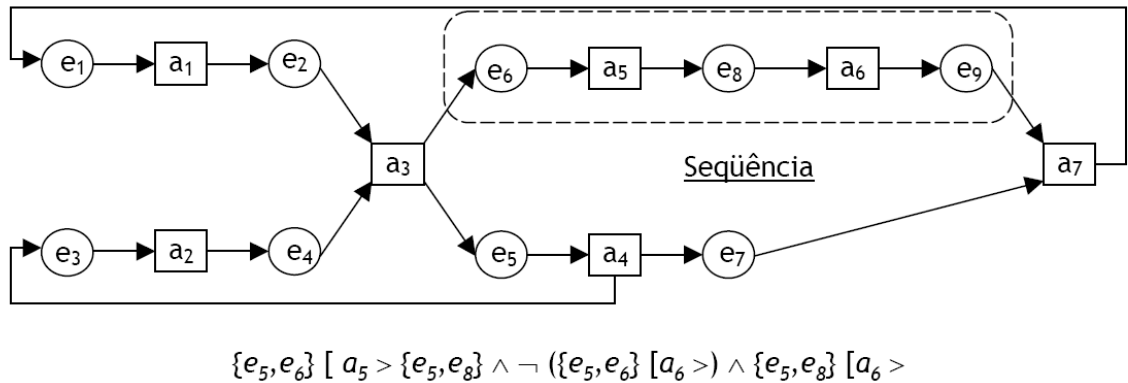 e₁ a₁ e₂ e₆ a₅ e₈ a₆ e₉
a₃ Seqüência a₇
e₃ a₂ e₄ e₅ a₄ e₇
{e₅,e₆} [ a₅ > {e₅,e₈} ∧ ¬ ({e₅,e₆} [a₆ >) ∧ {e₅,e₈} [a₆ >